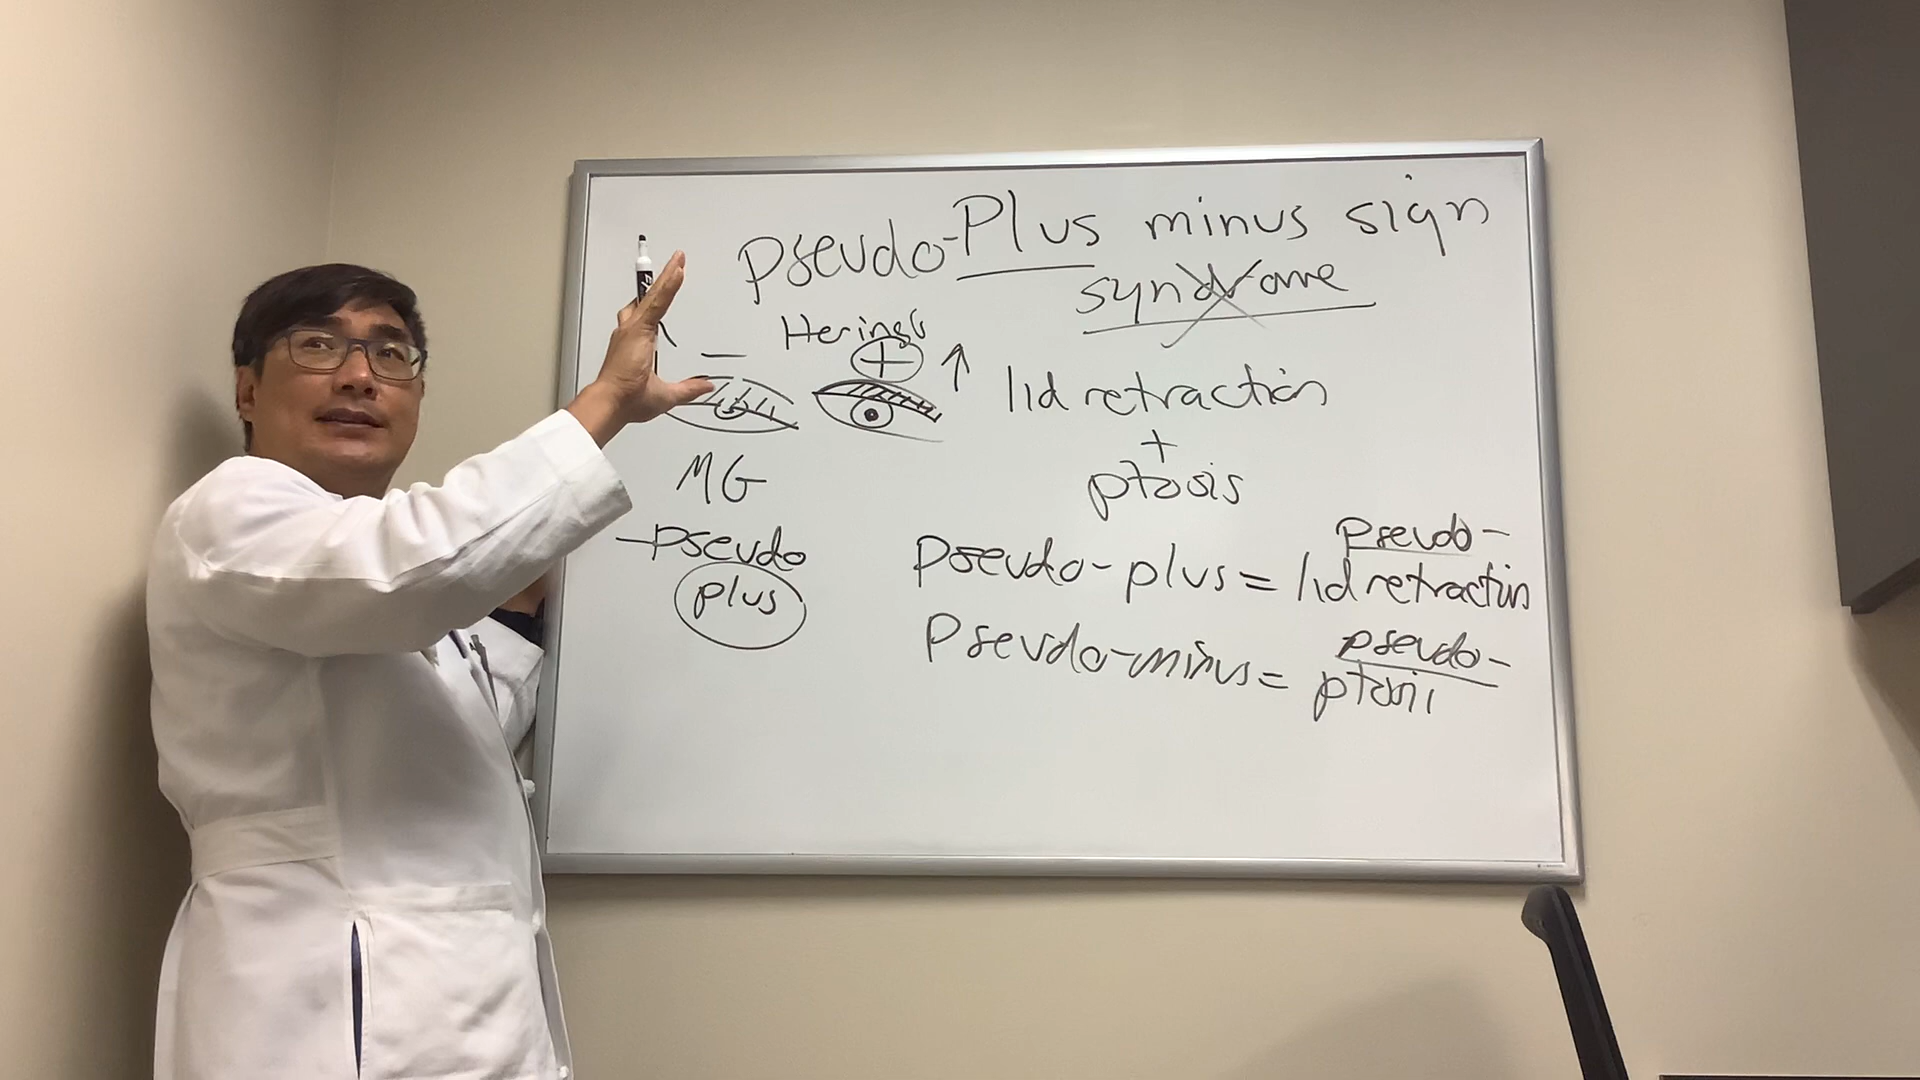 pseudo-Plus minus sign
syndrome
Hering's
− + ↑
lid retraction
+
ptosis
MG
-pseudo
plus
pseudo-plus = pseudo-
lid retractin
Pseudo-minus = pseudo-
ptosis